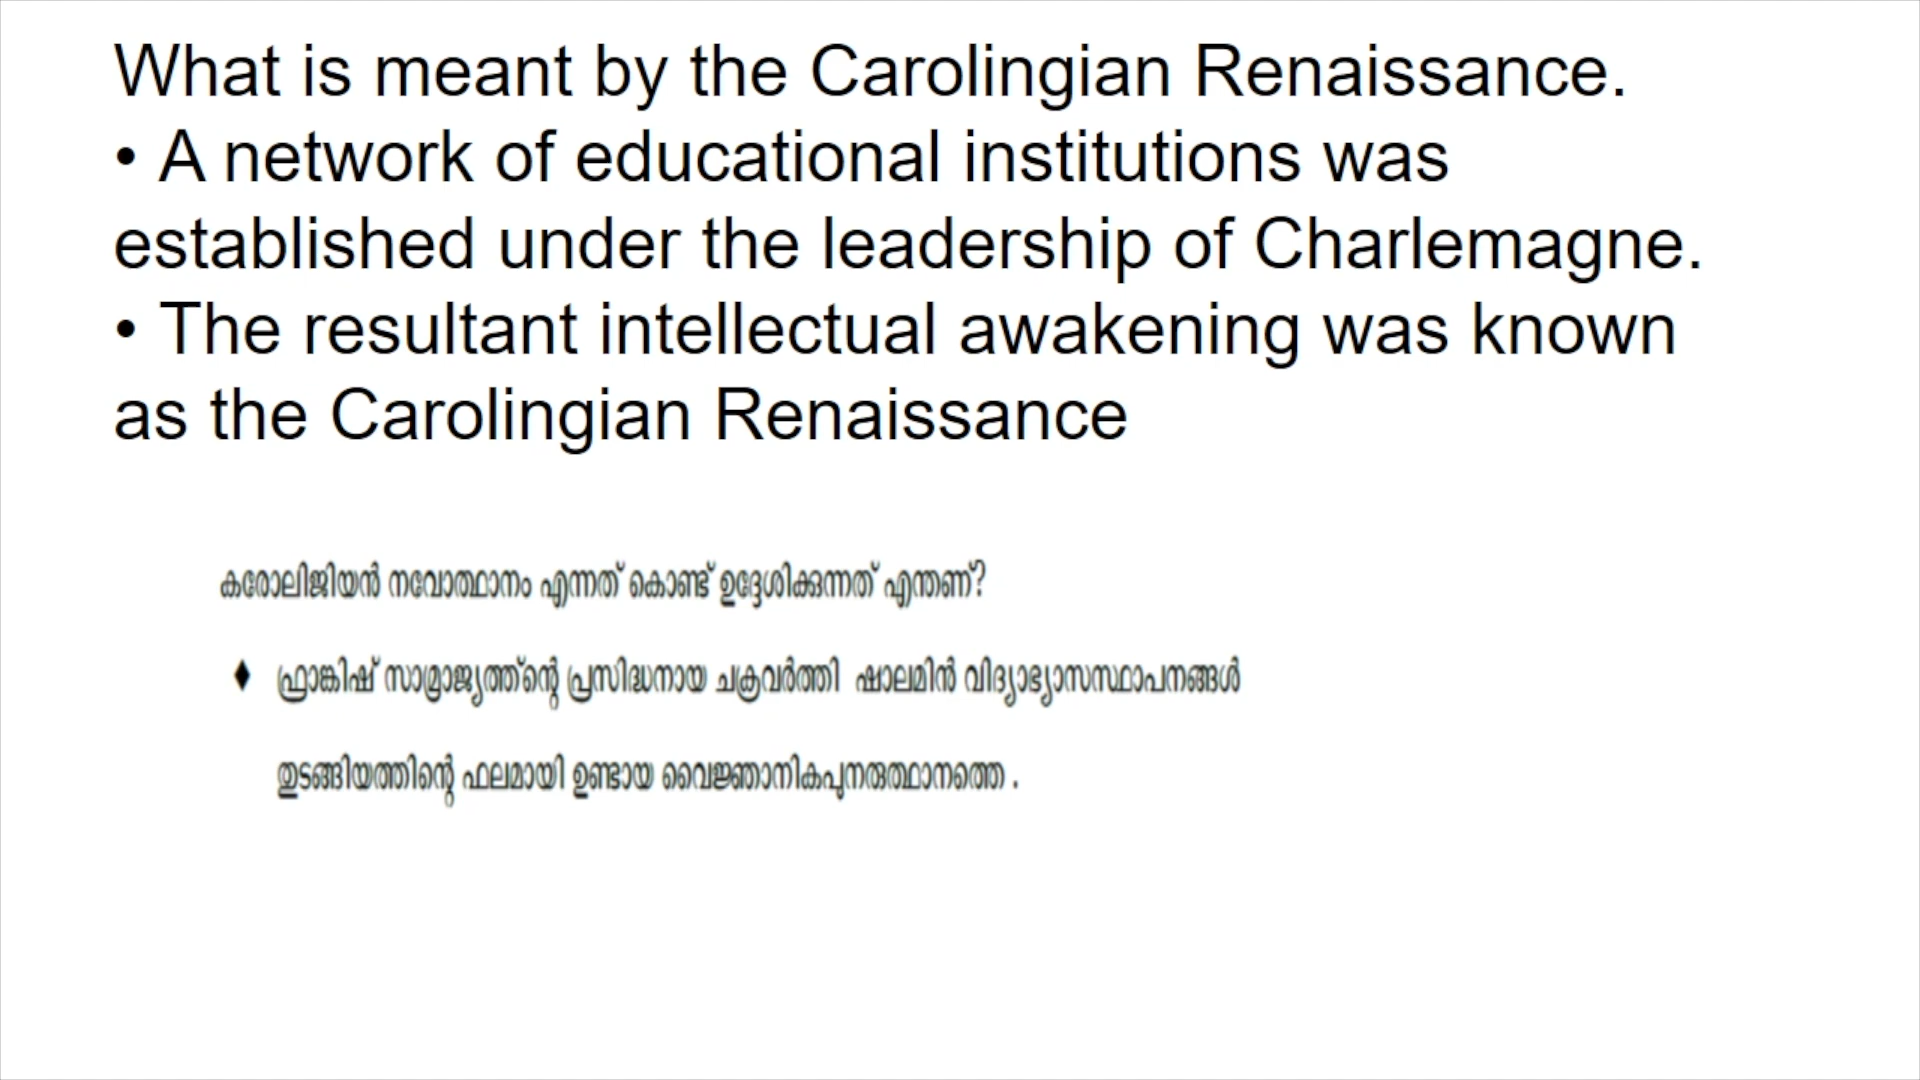 What is meant by the Carolingian Renaissance.
• A network of educational institutions was
established under the leadership of Charlemagne.
• The resultant intellectual awakening was known
as the Carolingian Renaissance
കരോലിജിയൻ നവോത്ഥാനം എന്നത് കൊണ്ട് ഉദ്ദേശിക്കുന്നത് എന്തണ്?
♦ ഫ്രാങ്കിഷ് സാമ്രാജ്യത്ത്ന്റെ പ്രസിദ്ധനായ ചക്രവർത്തി ഷാലമിൻ വിദ്യാഭ്യാസസ്ഥാപനങ്ങൾ
തുടങ്ങിയത്തിന്റെ ഫലമായി ഉണ്ടായ വൈജ്ഞാനികപുനരുത്ഥാനത്തെ .